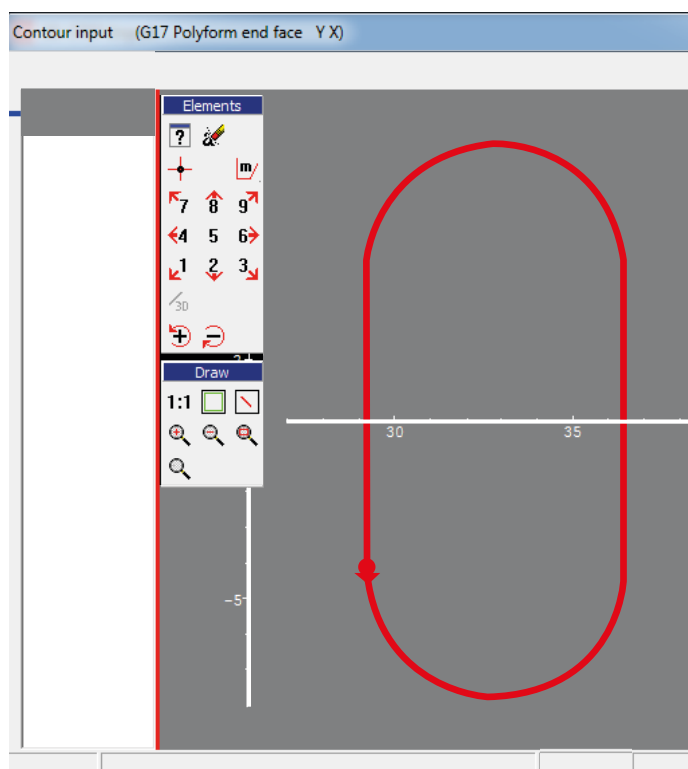 Contour input (G17 Polyform end face Y X)
Elements
? a
m/
7 8 9
4 5 6
1 2 3
/3D
+ −
Draw
1:1
30 35
-5